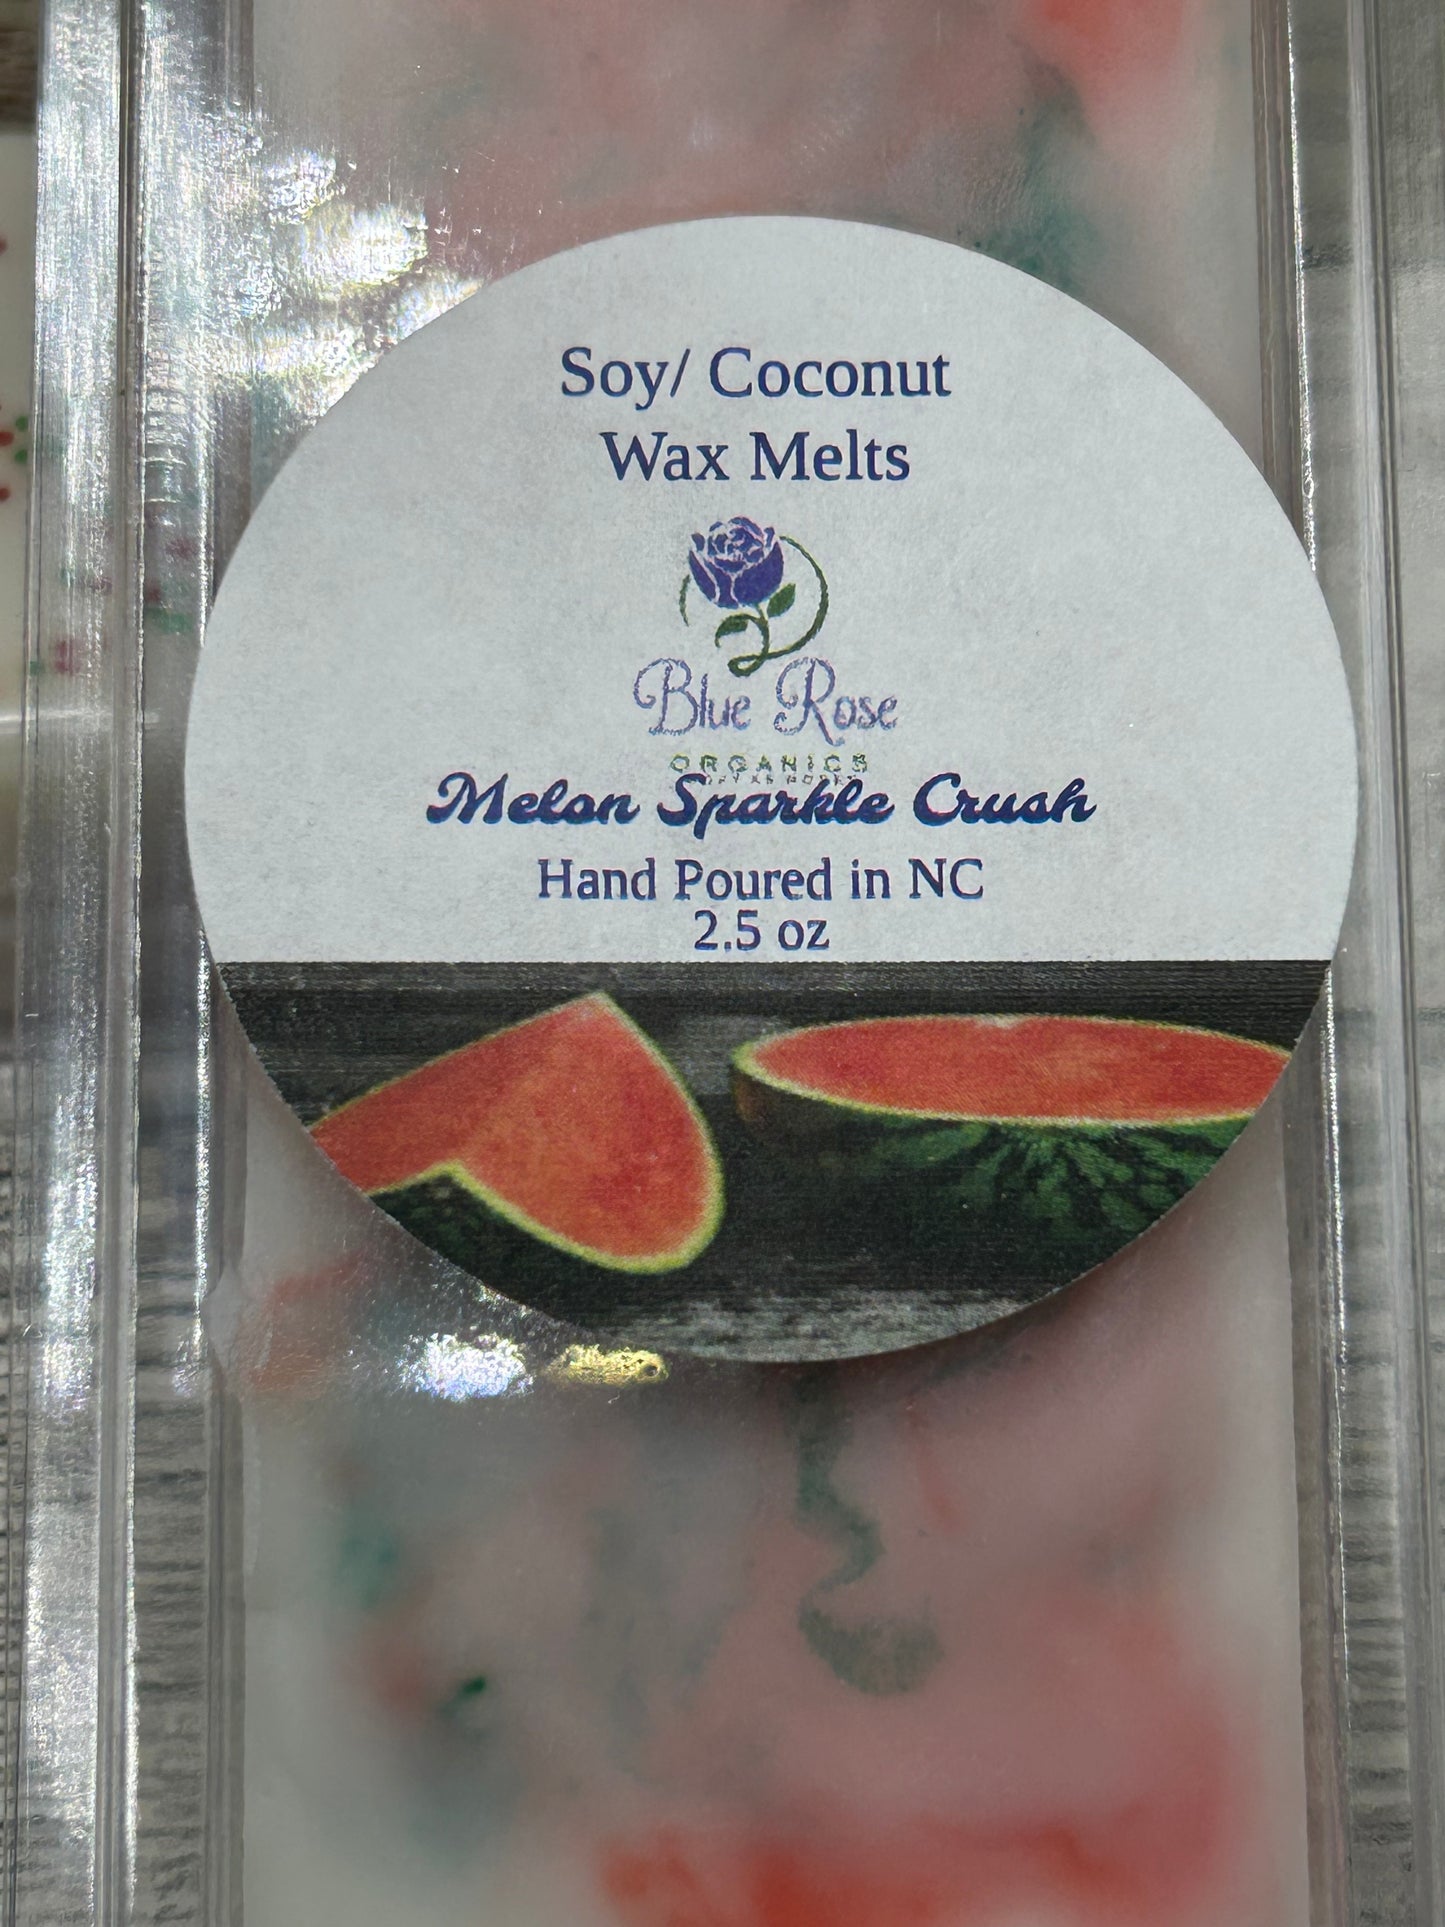 Soy/ Coconut
Wax Melts
Blue Rose
ORGANICS
Melon Sparkle Crush
Hand Poured in NC
2.5 oz